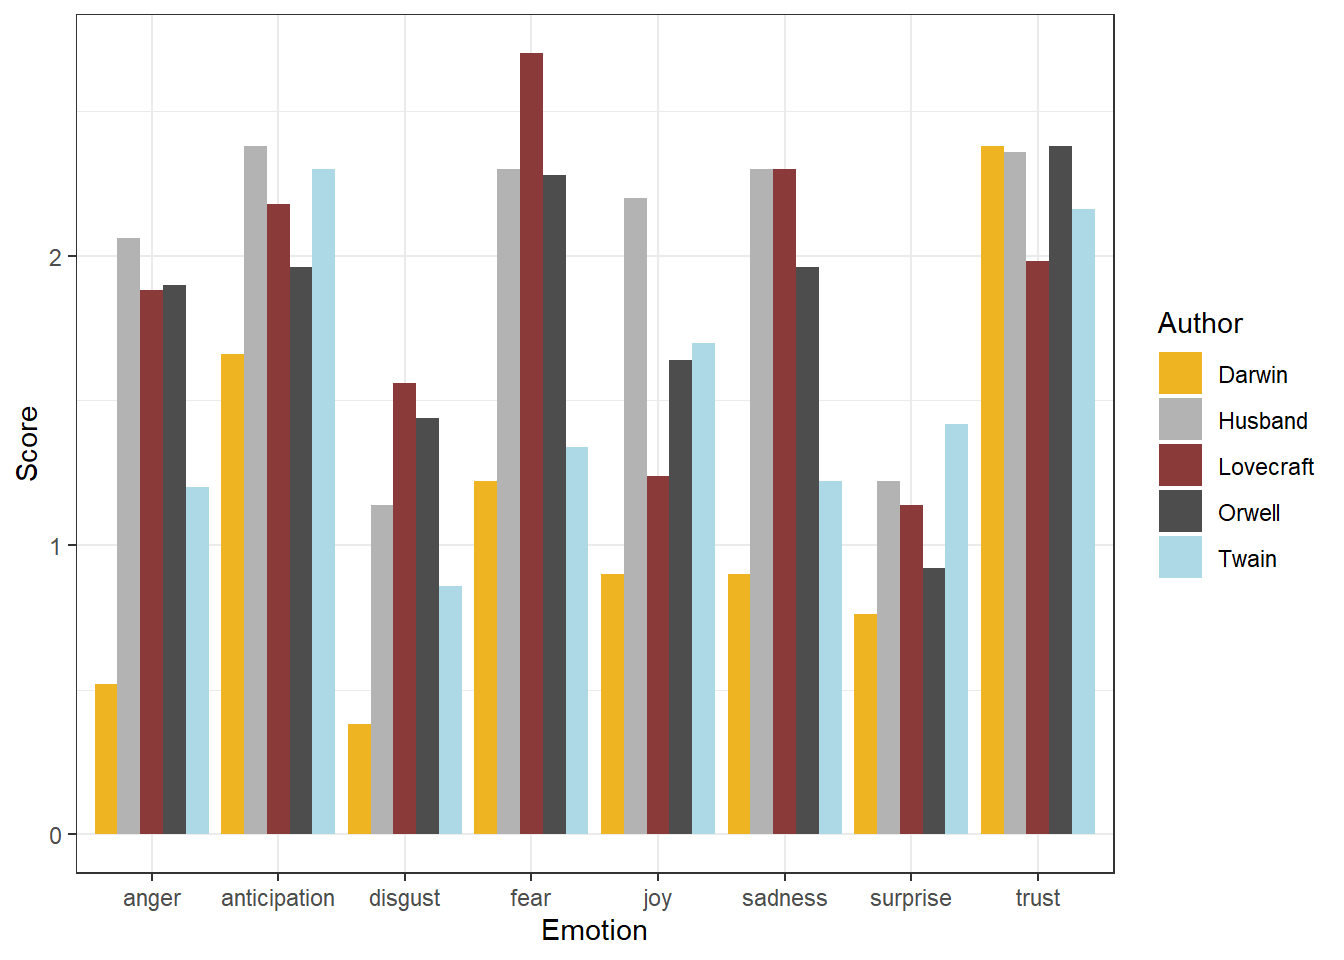 Score
2
1
0
anger anticipation disgust fear joy sadness surprise trust
Emotion
Author
Darwin
Husband
Lovecraft
Orwell
Twain